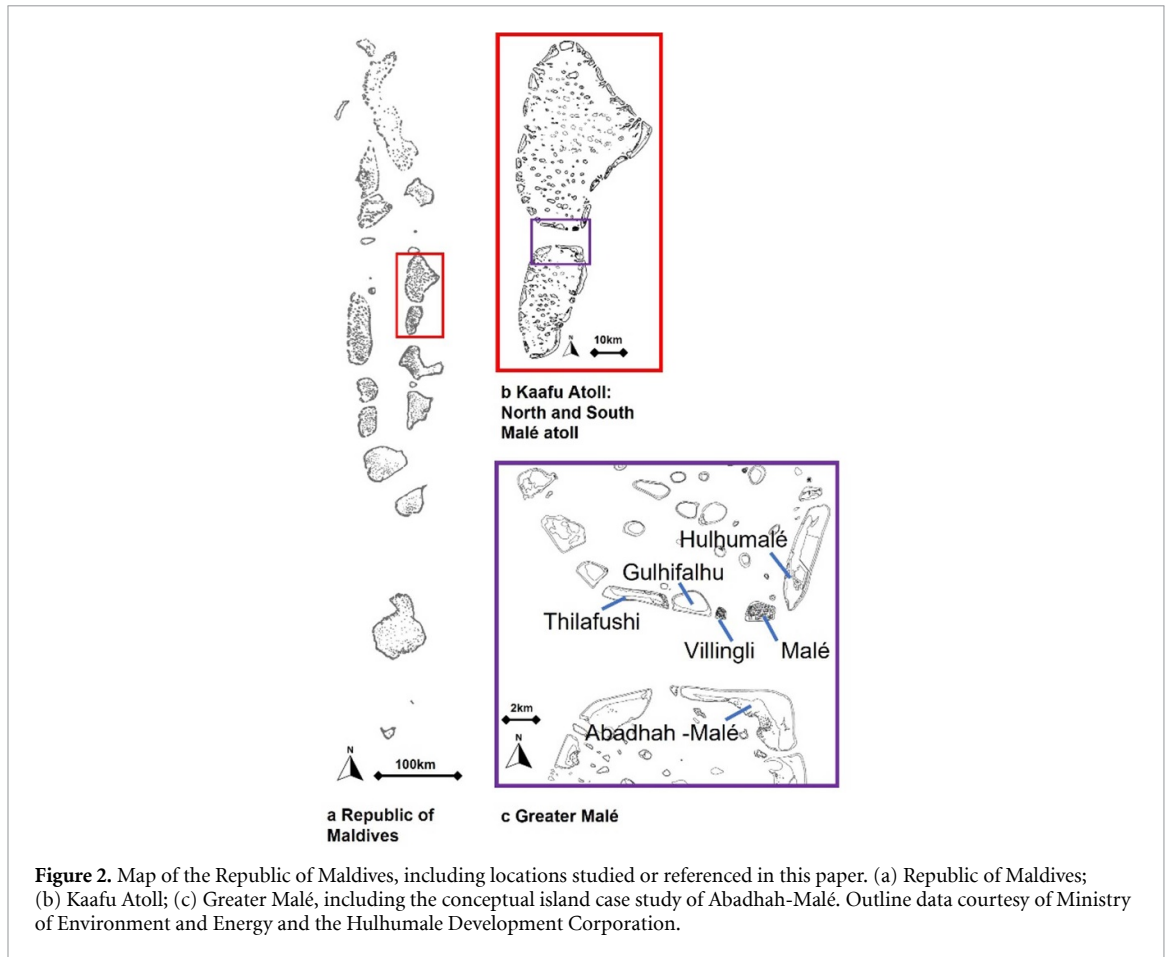 N
100km
a Republic of
Maldives
N
10km
b Kaafu Atoll:
North and South
Malé atoll
Hulhumalé
Gulhifalhu
Thilafushi
Villingli
Malé
2km
Abadhah -Malé
N
c Greater Malé
Figure 2. Map of the Republic of Maldives, including locations studied or referenced in this paper. (a) Republic of Maldives;
(b) Kaafu Atoll; (c) Greater Malé, including the conceptual island case study of Abadhah-Malé. Outline data courtesy of Ministry
of Environment and Energy and the Hulhumale Development Corporation.